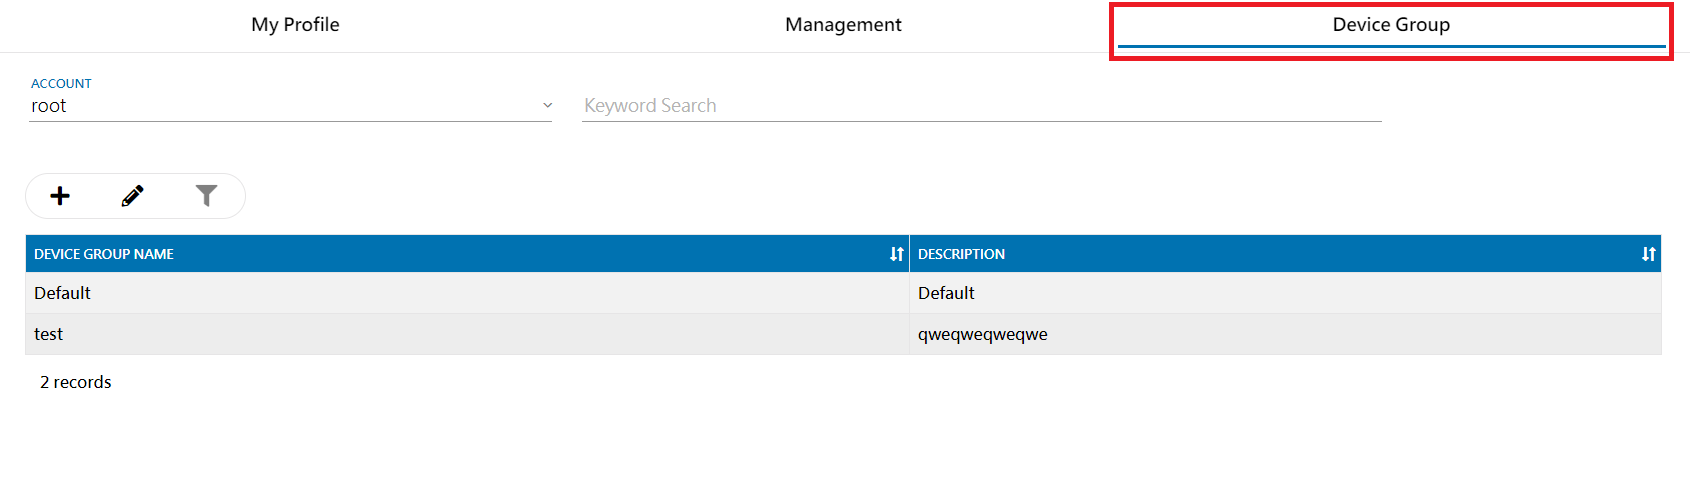 My Profile Management Device Group
ACCOUNT
root Keyword Search
DEVICE GROUP NAME DESCRIPTION
Default Default
test qweqweqweqwe
2 records